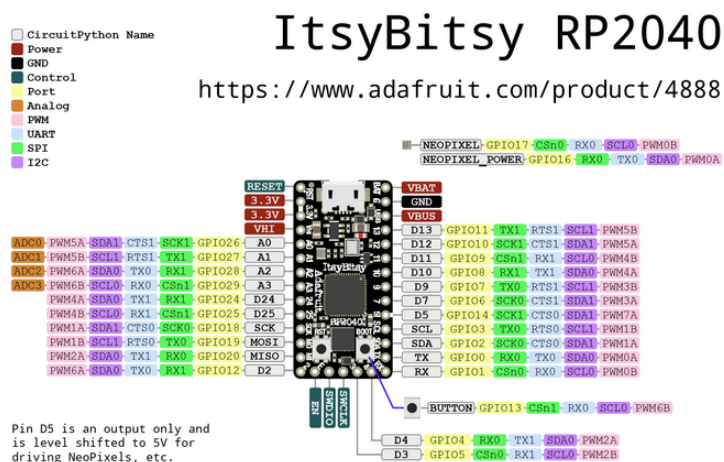 ItsyBitsy RP2040
https://www.adafruit.com/product/4888
CircuitPython Name
Power
GND
Control
Port
Analog
PWM
UART
SPI
I2C
NEOPIXEL GPIO17 CSn0 RX0 SCL0 PWM0B
NEOPIXEL_POWER GPIO16 RX0 TX0 SDA0 PWM0A
RESET
3.3V
3.3V
VHI
ADC0 PWM5A SDA1 CTS1 SCK1 GPIO26 A0
ADC1 PWM5B SCL1 RTS1 TX1 GPIO27 A1
ADC2 PWM6A SDA0 TX0 RX1 GPIO28 A2
ADC3 PWM6B SCL0 RX0 CSn1 GPIO29 A3
PWM4A SDA0 TX1 RX1 GPIO24 D24
PWM4B SCL0 RX1 CSn1 GPIO25 D25
PWM1A SDA1 CTS0 SCK0 GPIO18 SCK
PWM1B SCL1 RTS0 TX0 GPIO19 MOSI
PWM2A SDA0 TX1 RX0 GPIO20 MISO
PWM6A SDA0 TX0 RX1 GPIO12 D2
VBAT
GND
VBUS
D13 GPIO11 TX1 RTS1 SCL1 PWM5B
D12 GPIO10 SCK1 CTS1 SDA1 PWM5A
D11 GPIO9 CSn1 RX1 SCL0 PWM4B
D10 GPIO8 RX1 TX1 SDA0 PWM4A
D9 GPIO7 TX0 RTS1 SCL1 PWM3B
D7 GPIO6 SCK0 CTS1 SDA1 PWM3A
D5 GPIO14 SCK1 CTS0 SDA1 PWM7A
SCL GPIO3 TX0 RTS0 SCL1 PWM1B
SDA GPIO2 SCK0 CTS0 SDA1 PWM1A
TX GPIO0 RX0 TX0 SDA0 PWM0A
RX GPIO1 CSn0 RX0 SCL0 PWM0B
ItsyBitsy
Adafruit
RP2040
RST
BOOT
EN
SWDIO
SWCLK
BUTTON GPIO13 CSn1 RX0 SCL0 PWM6B
D4 GPIO4 RX0 TX1 SDA0 PWM2A
D3 GPIO5 CSn0 RX1 SCL0 PWM2B
Pin D5 is an output only and
is level shifted to 5V for
driving NeoPixels, etc.